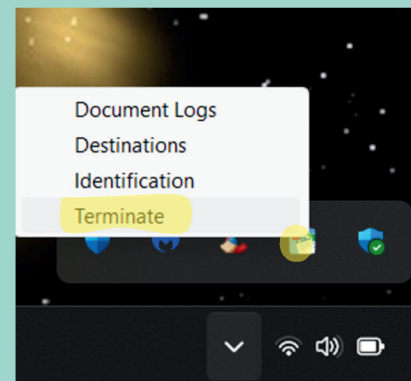 Document Logs
Destinations
Identification
Terminate